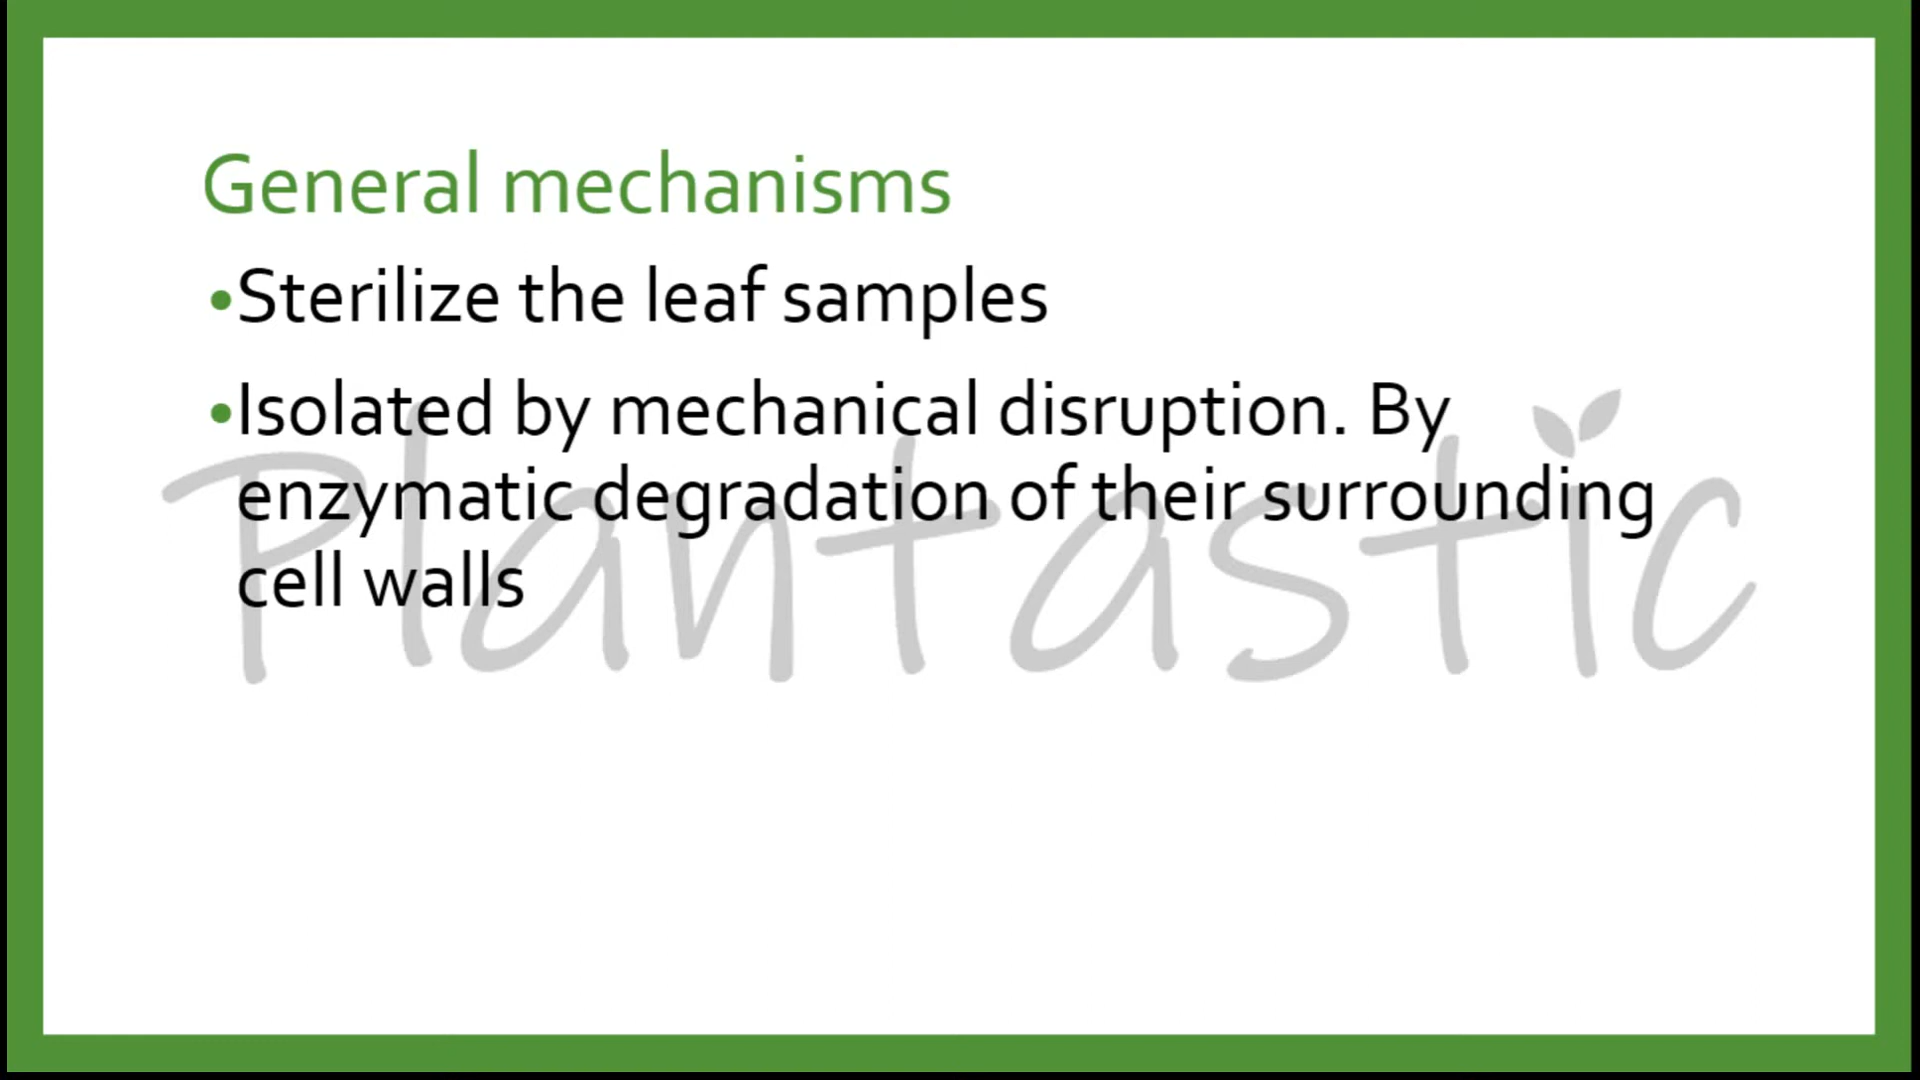 General mechanisms
•Sterilize the leaf samples
•Isolated by mechanical disruption. By
enzymatic degradation of their surrounding
cell walls
Plantastic